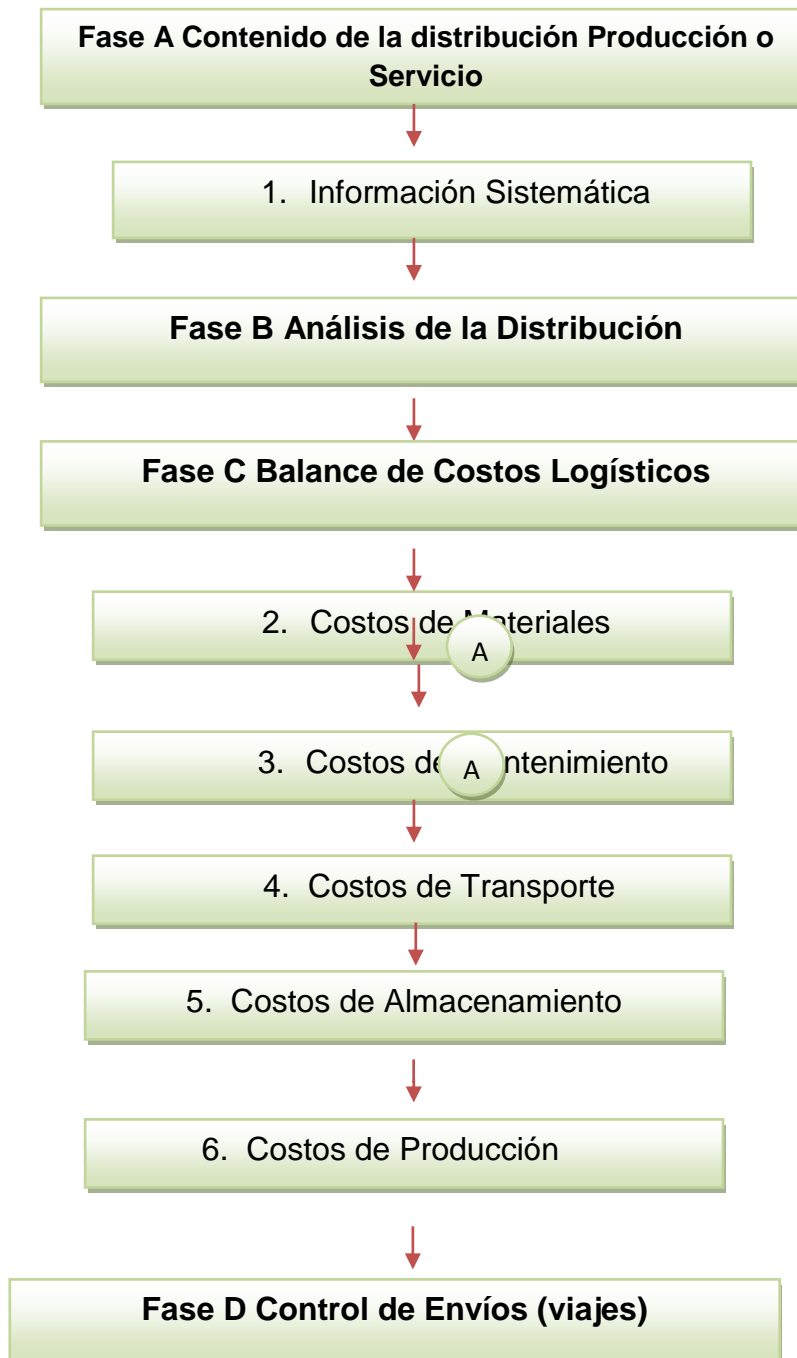 Fase A Contenido de la distribución Producción o
Servicio
1. Información Sistemática
Fase B Análisis de la Distribución
Fase C Balance de Costos Logísticos
2. Costos de Materiales
A
3. Costos de ntenimiento
A
4. Costos de Transporte
5. Costos de Almacenamiento
6. Costos de Producción
Fase D Control de Envíos (viajes)